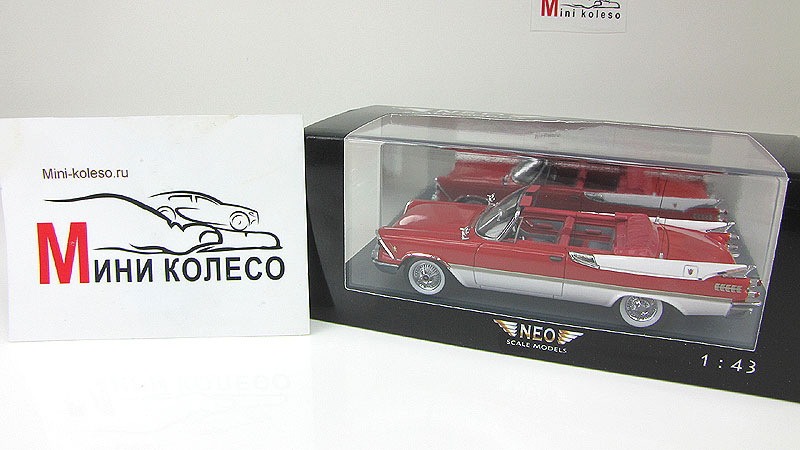 Mini koleso
Mini-koleso.ru
Мини колесо
NEO
SCALE MODELS
1:43